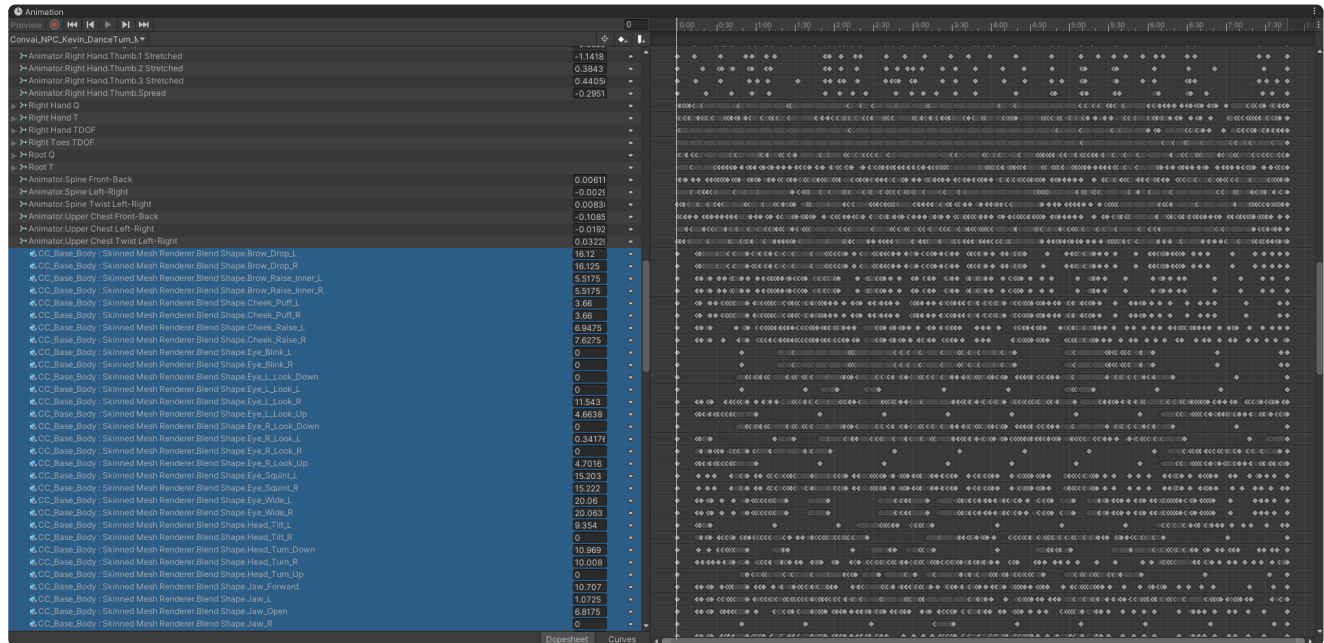 Animation
Preview
0
0:00 0:30 1:00 1:30 2:00 2:30 3:00 3:30 4:00 4:30 5:00 5:30 6:00 6:30 7:00 7:30
Convai_NPC_Kevin_DanceTurn_M
Animator.Right Hand.Thumb.1 Stretched -1.1418
Animator.Right Hand.Thumb.2 Stretched 0.3843
Animator.Right Hand.Thumb.3 Stretched 0.4405
Animator.Right Hand.Thumb.Spread -0.2951
Right Hand Q
Right Hand T
Right Hand TDOF
Right Toes TDOF
Root Q
Root T
Animator.Spine Front-Back 0.00611
Animator.Spine Left-Right -0.0029
Animator.Spine Twist Left-Right 0.0083
Animator.Upper Chest Front-Back -0.1085
Animator.Upper Chest Left-Right -0.0192
Animator.Upper Chest Twist Left-Right 0.0322
CC_Base_Body : Skinned Mesh Renderer.Blend Shape.Brow_Drop_L 16.12
CC_Base_Body : Skinned Mesh Renderer.Blend Shape.Brow_Drop_R 16.125
CC_Base_Body : Skinned Mesh Renderer.Blend Shape.Brow_Raise_Inner_L 5.5175
CC_Base_Body : Skinned Mesh Renderer.Blend Shape.Brow_Raise_Inner_R 5.5175
CC_Base_Body : Skinned Mesh Renderer.Blend Shape.Cheek_Puff_L 3.66
CC_Base_Body : Skinned Mesh Renderer.Blend Shape.Cheek_Puff_R 3.66
CC_Base_Body : Skinned Mesh Renderer.Blend Shape.Cheek_Raise_L 6.9475
CC_Base_Body : Skinned Mesh Renderer.Blend Shape.Cheek_Raise_R 7.6275
CC_Base_Body : Skinned Mesh Renderer.Blend Shape.Eye_Blink_L 0
CC_Base_Body : Skinned Mesh Renderer.Blend Shape.Eye_Blink_R 0
CC_Base_Body : Skinned Mesh Renderer.Blend Shape.Eye_L_Look_Down 0
CC_Base_Body : Skinned Mesh Renderer.Blend Shape.Eye_L_Look_L 0
CC_Base_Body : Skinned Mesh Renderer.Blend Shape.Eye_L_Look_R 11.543
CC_Base_Body : Skinned Mesh Renderer.Blend Shape.Eye_L_Look_Up 4.6638
CC_Base_Body : Skinned Mesh Renderer.Blend Shape.Eye_R_Look_Down 0
CC_Base_Body : Skinned Mesh Renderer.Blend Shape.Eye_R_Look_L 0.3417
CC_Base_Body : Skinned Mesh Renderer.Blend Shape.Eye_R_Look_R 0
CC_Base_Body : Skinned Mesh Renderer.Blend Shape.Eye_R_Look_Up 4.7016
CC_Base_Body : Skinned Mesh Renderer.Blend Shape.Eye_Squint_L 15.203
CC_Base_Body : Skinned Mesh Renderer.Blend Shape.Eye_Squint_R 15.222
CC_Base_Body : Skinned Mesh Renderer.Blend Shape.Eye_Wide_L 20.06
CC_Base_Body : Skinned Mesh Renderer.Blend Shape.Eye_Wide_R 20.063
CC_Base_Body : Skinned Mesh Renderer.Blend Shape.Head_Tilt_L 9.354
CC_Base_Body : Skinned Mesh Renderer.Blend Shape.Head_Tilt_R 0
CC_Base_Body : Skinned Mesh Renderer.Blend Shape.Head_Turn_Down 10.969
CC_Base_Body : Skinned Mesh Renderer.Blend Shape.Head_Turn_R 10.008
CC_Base_Body : Skinned Mesh Renderer.Blend Shape.Head_Turn_Up 0
CC_Base_Body : Skinned Mesh Renderer.Blend Shape.Jaw_Forward 10.707
CC_Base_Body : Skinned Mesh Renderer.Blend Shape.Jaw_L 1.0725
CC_Base_Body : Skinned Mesh Renderer.Blend Shape.Jaw_Open 6.8175
CC_Base_Body : Skinned Mesh Renderer.Blend Shape.Jaw_R 0
Dopesheet Curves